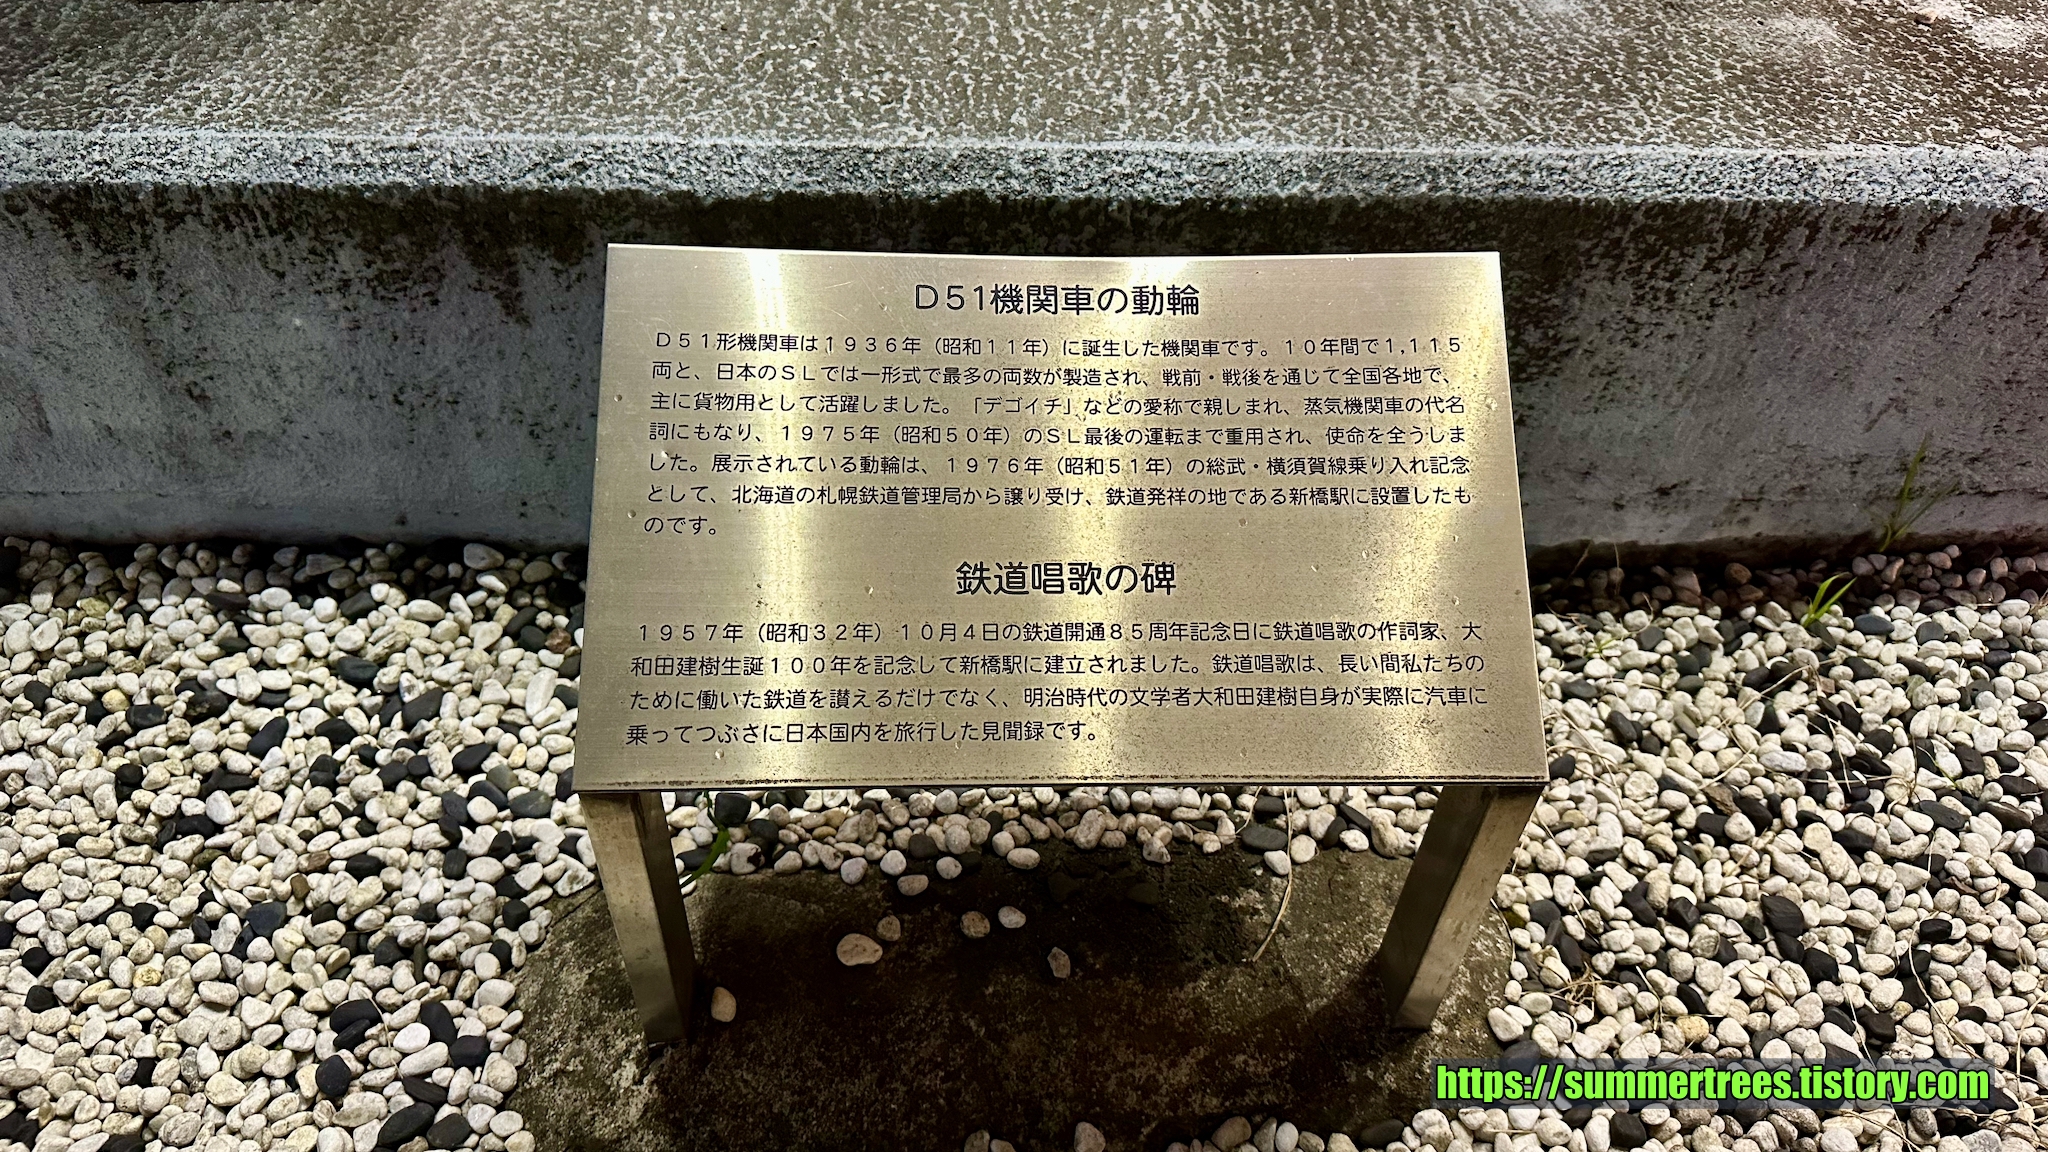 D51機関車の動輪
D51形機関車は1936年（昭和11年）に誕生した機関車です。10年間で1,115
両と、日本のSLでは一形式で最多の両数が製造され、戦前・戦後を通じて全国各地で、
主に貨物用として活躍しました。「デゴイチ」などの愛称で親しまれ、蒸気機関車の代名
詞にもなり、1975年（昭和50年）のSL最後の運転まで重用され、使命を全うしま
した。展示されている動輪は、1976年（昭和51年）の総武・横須賀線乗り入れ記念
として、北海道の札幌鉄道管理局から譲り受け、鉄道発祥の地である新橋駅に設置したも
のです。
鉄道唱歌の碑
1957年（昭和32年）10月4日の鉄道開通85周年記念日に鉄道唱歌の作詞家、大
和田建樹生誕100年を記念して新橋駅に建立されました。鉄道唱歌は、長い間私たちの
ために働いた鉄道を讃えるだけでなく、明治時代の文学者大和田建樹自身が実際に汽車に
乗ってつぶさに日本国内を旅行した見聞録です。
https://summertrees.tistory.com